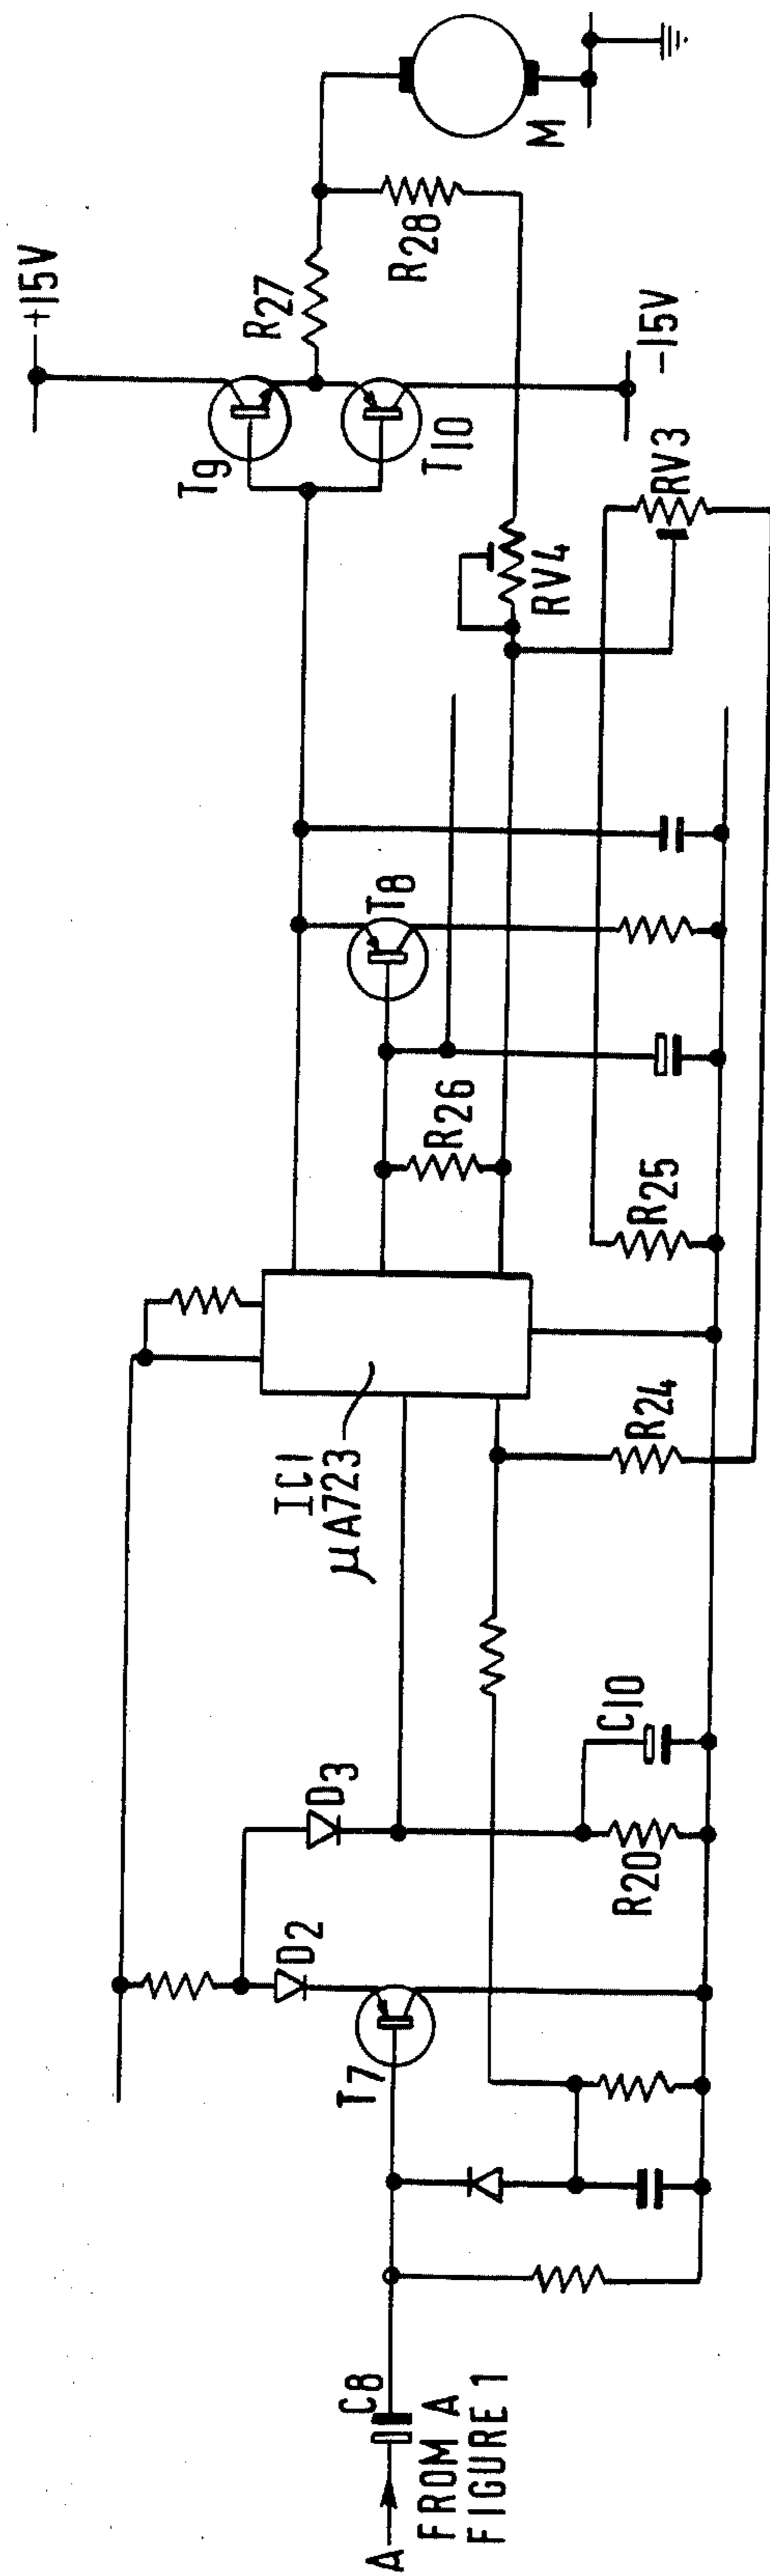 A
FROM A
FIGURE 1
C8
T7
D2
D3
R20
C10
IC1
μA723
R24
R25
R26
T8
RV4
RV3
T9
T10
+15V
-15V
R27
R28
M